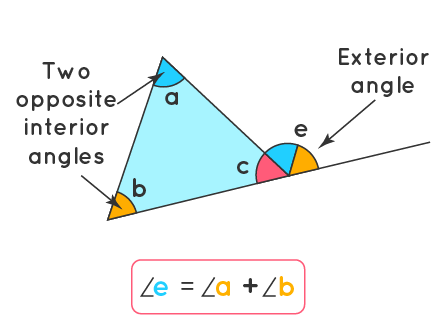 Two
opposite
interior
angles
Exterior
angle
a
b
c
e
∠e = ∠a + ∠b